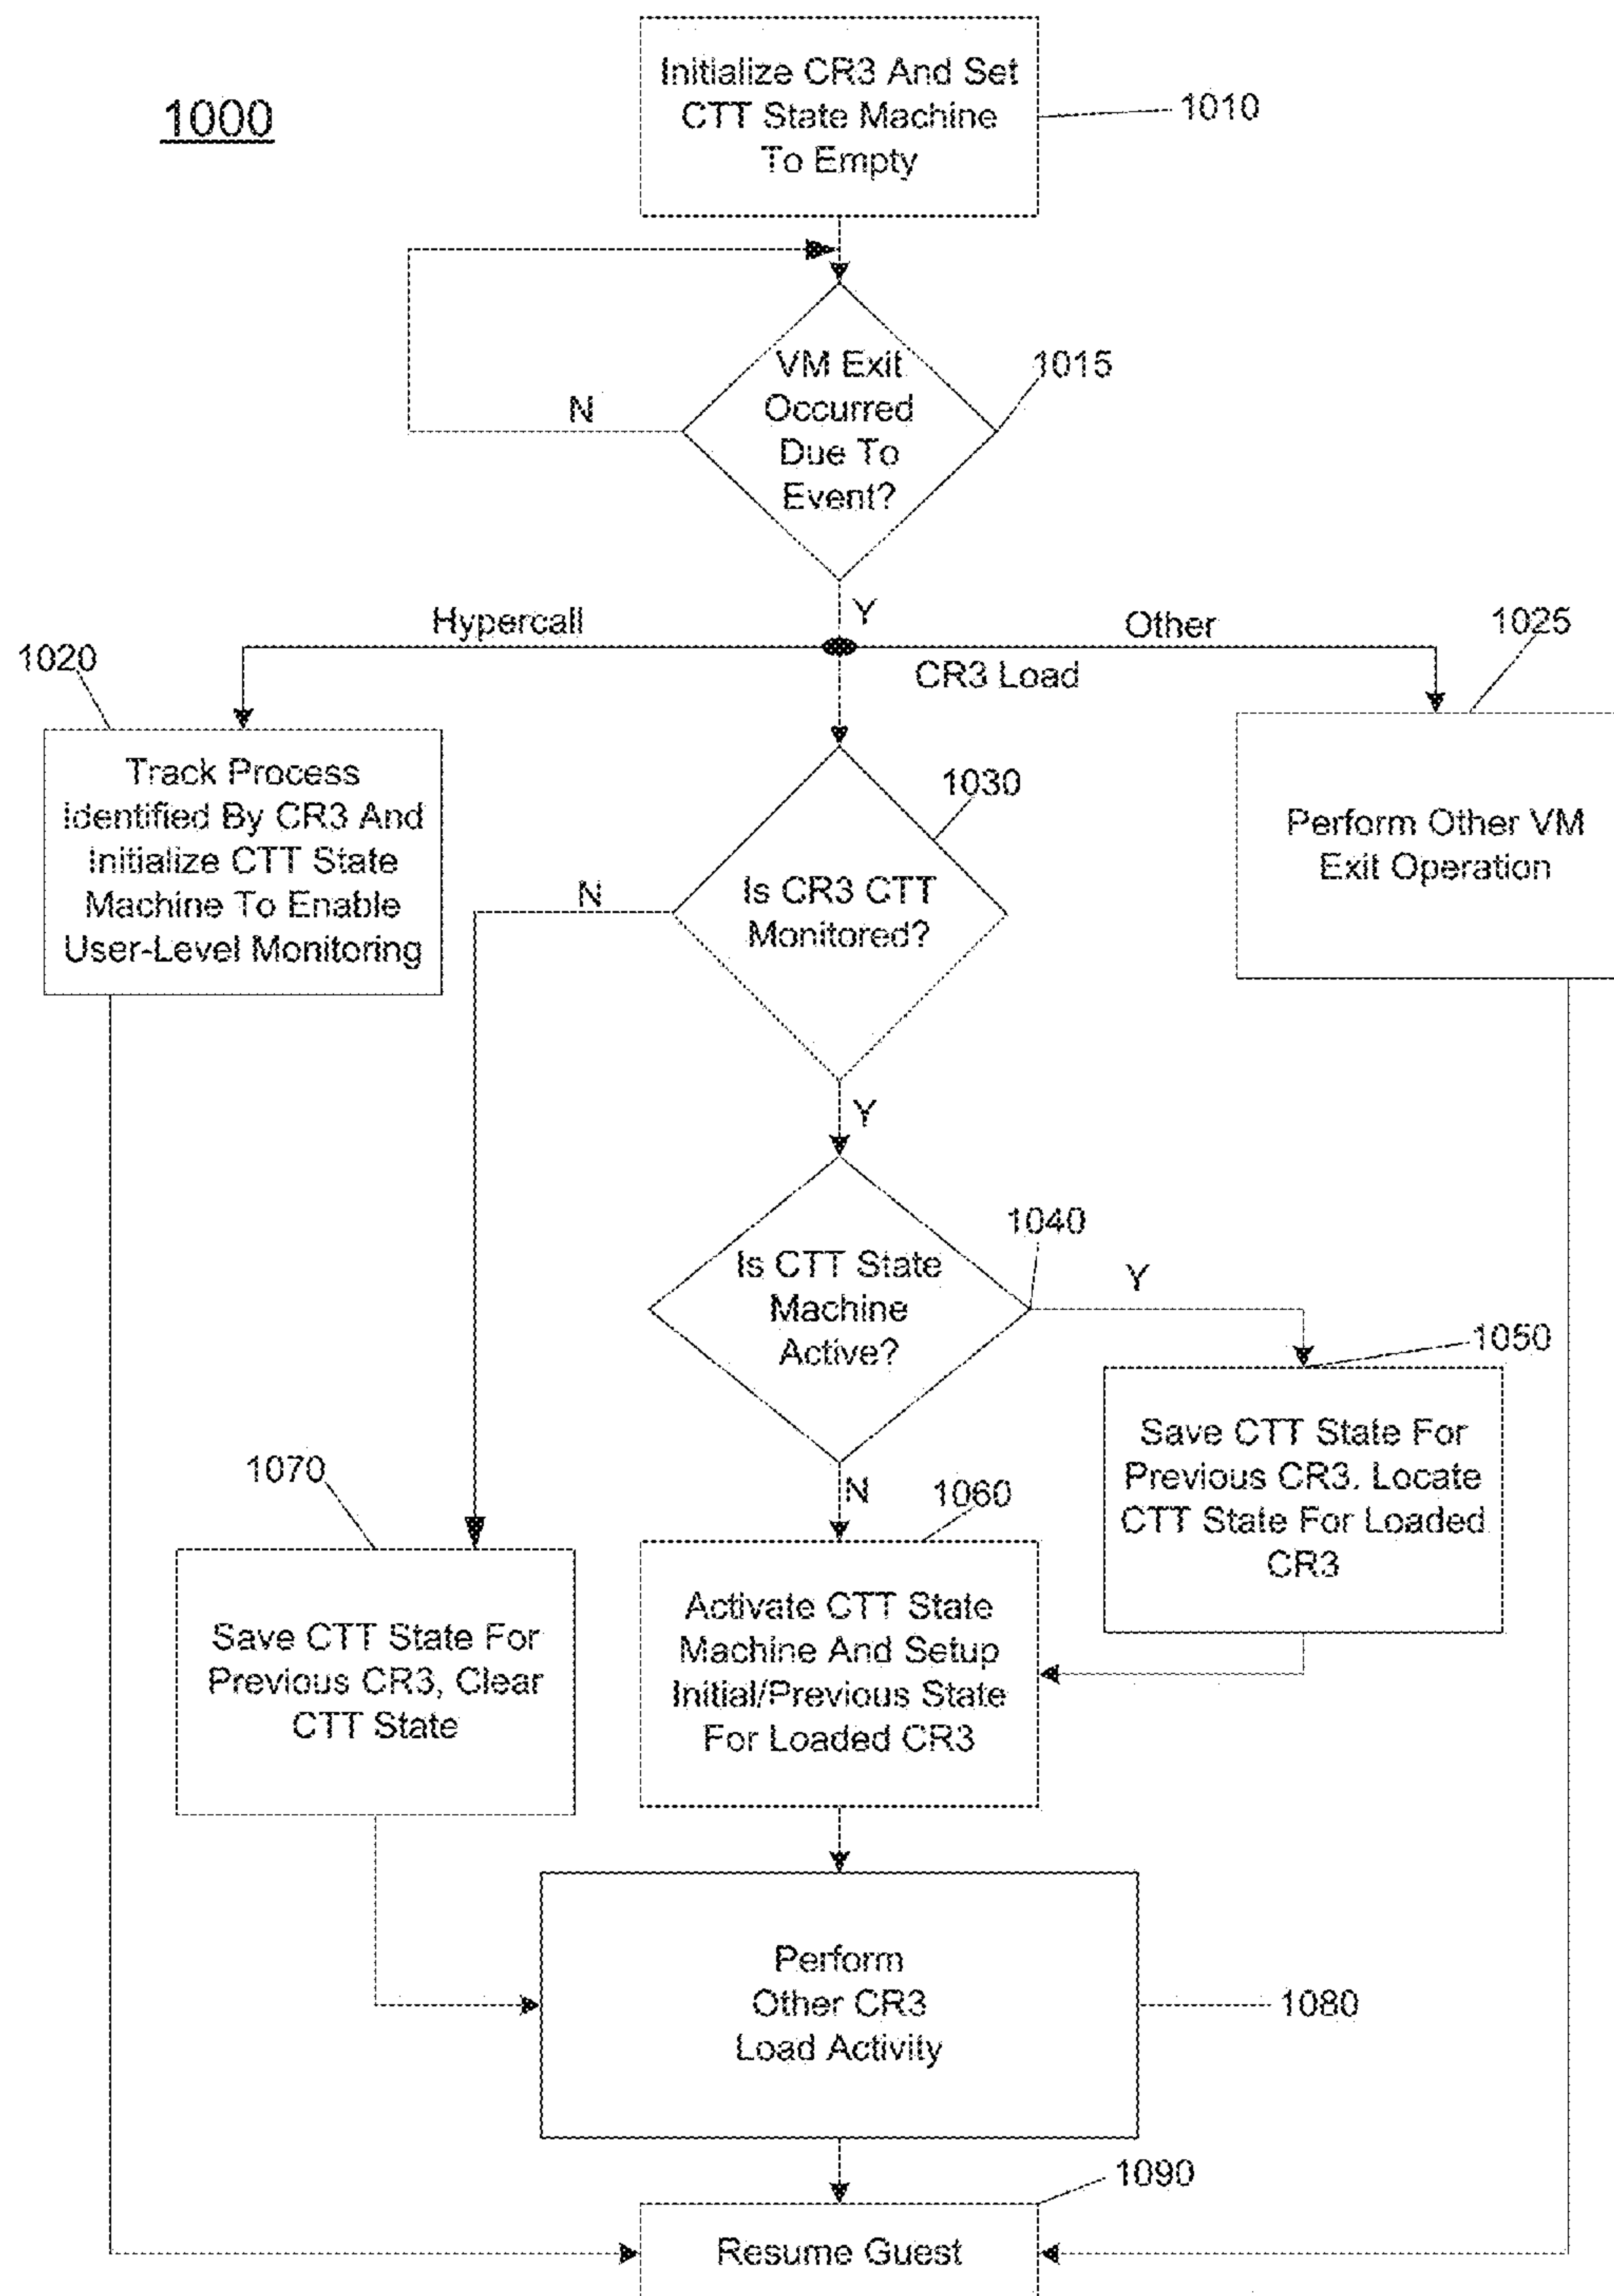 1000
Initialize CR3 And Set
CTT State Machine
To Empty
1010
VM Exit
Occurred
Due To
Event?
1015
N
Y
Hypercall
Other
CR3 Load
1020
1025
Track Process
Identified By CR3 And
Initialize CTT State
Machine To Enable
User-Level Monitoring
1030
Is CR3 CTT
Monitored?
N
Perform Other VM
Exit Operation
Y
1040
Is CTT State
Machine
Active?
Y
1050
Save CTT State For
Previous CR3. Locate
CTT State For Loaded
CR3
N
1060
1070
Save CTT State For
Previous CR3, Clear
CTT State
Activate CTT State
Machine And Setup
Initial/Previous State
For Loaded CR3
Perform
Other CR3
Load Activity
1080
1090
Resume Guest